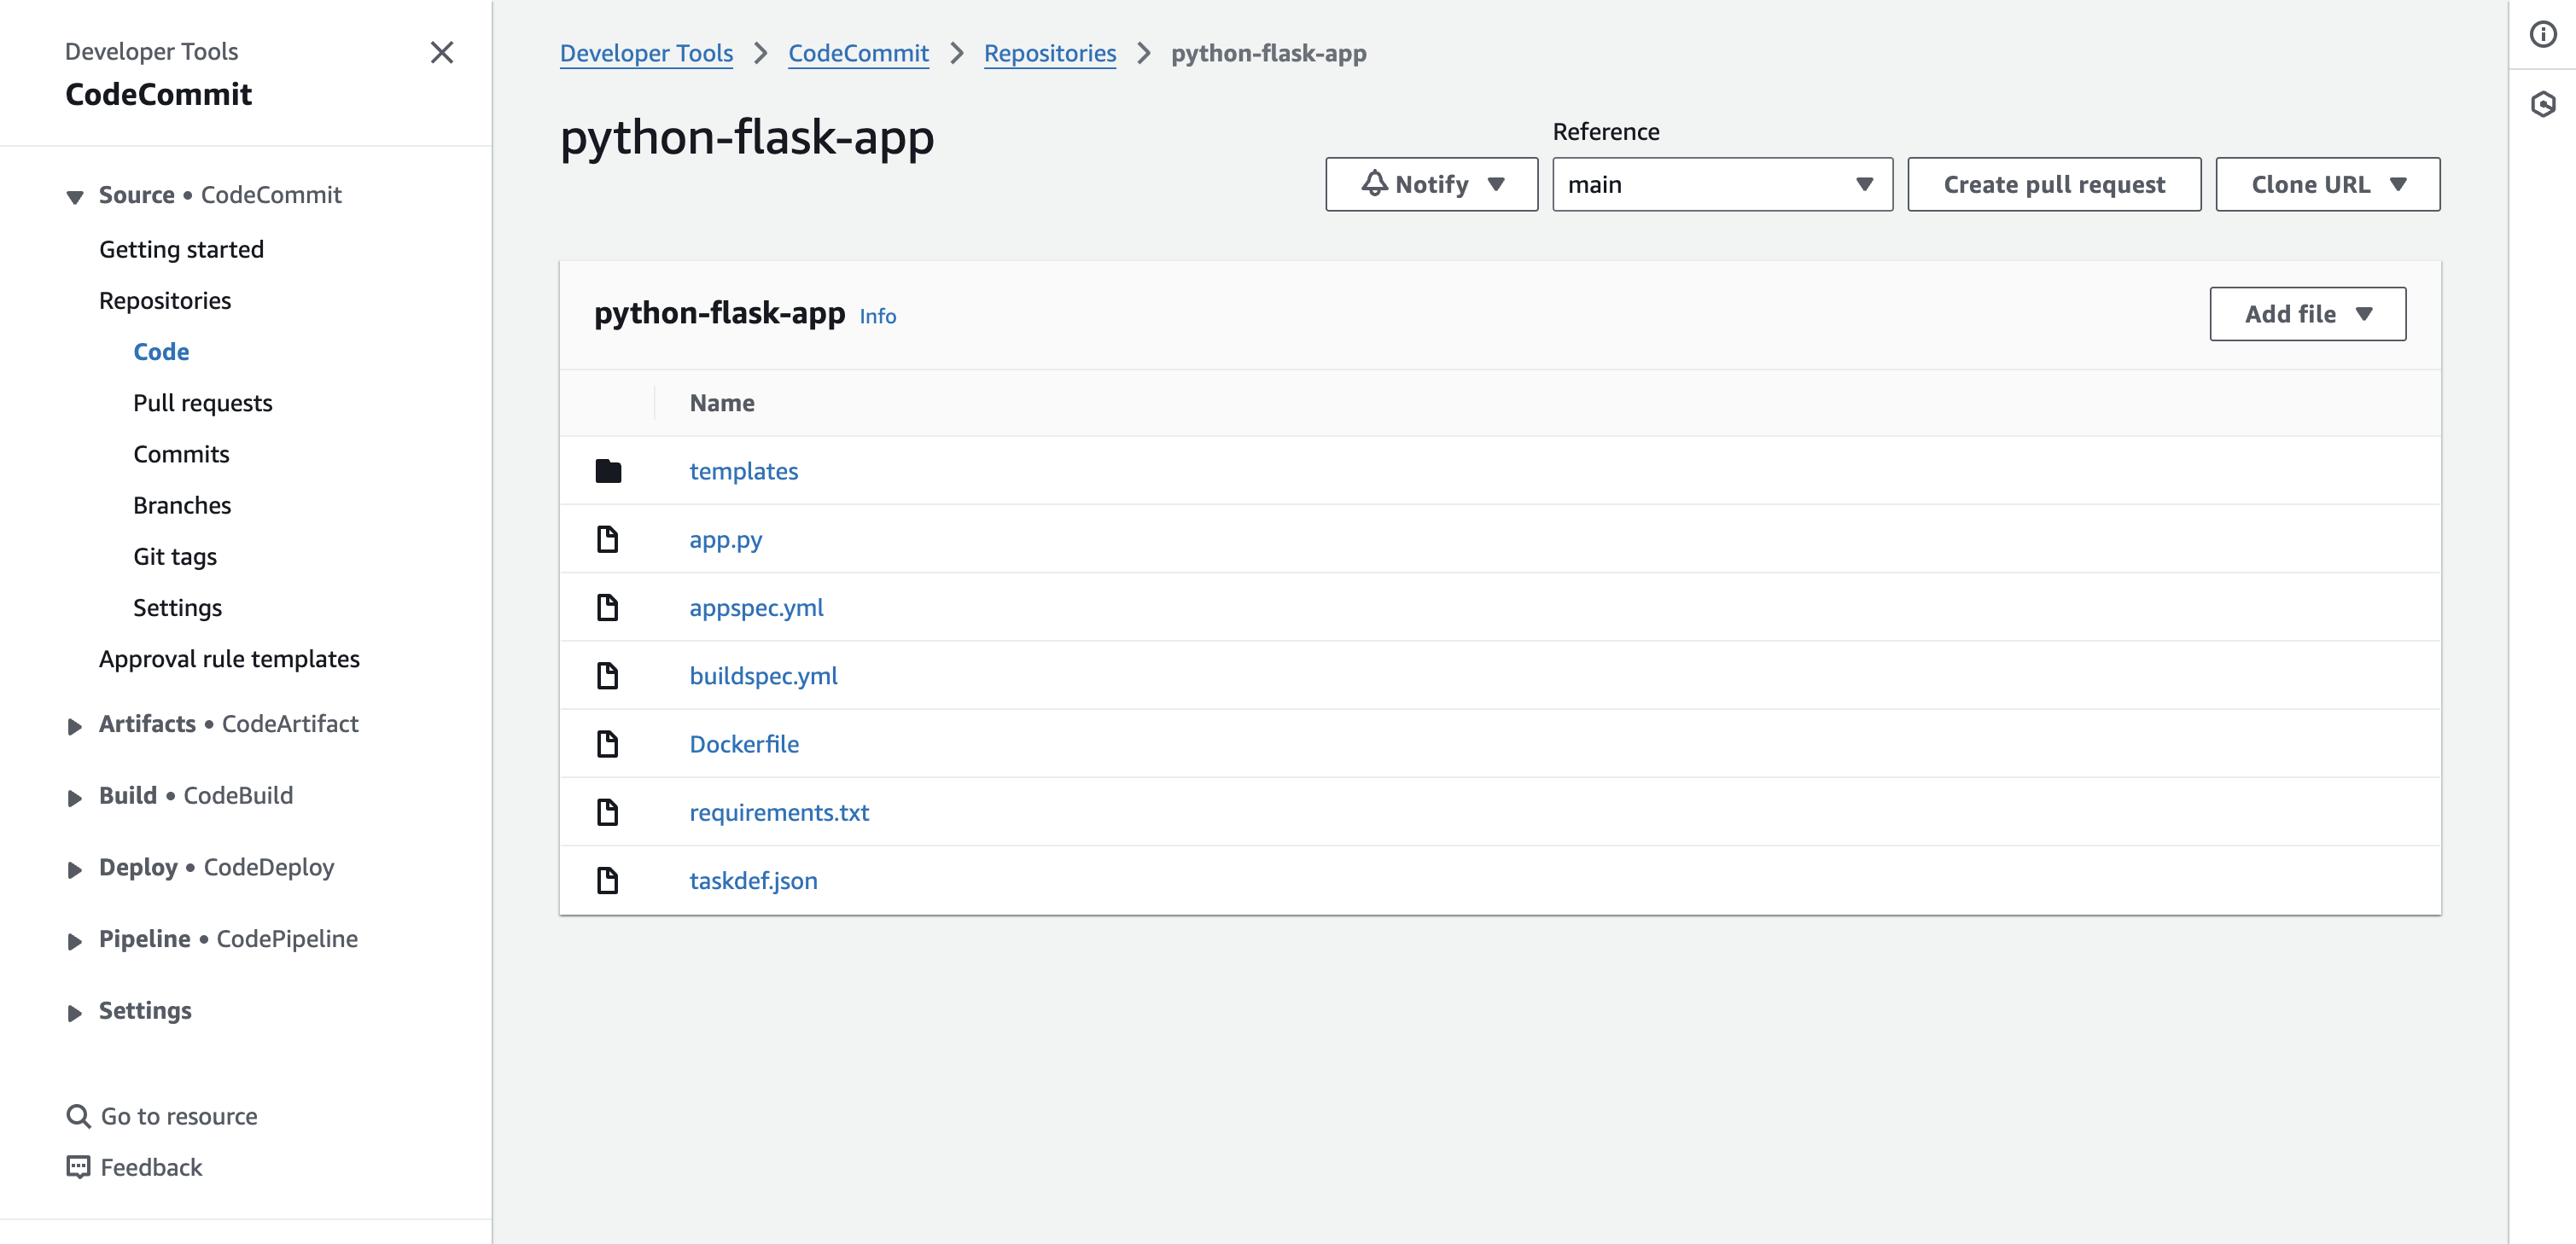 Developer Tools
CodeCommit
Source • CodeCommit
Getting started
Repositories
Code
Pull requests
Commits
Branches
Git tags
Settings
Approval rule templates
Artifacts • CodeArtifact
Build • CodeBuild
Deploy • CodeDeploy
Pipeline • CodePipeline
Settings
Go to resource
Feedback
Developer Tools > CodeCommit > Repositories > python-flask-app
python-flask-app
Reference
Notify main Create pull request Clone URL
python-flask-app Info Add file
Name
templates
app.py
appspec.yml
buildspec.yml
Dockerfile
requirements.txt
taskdef.json